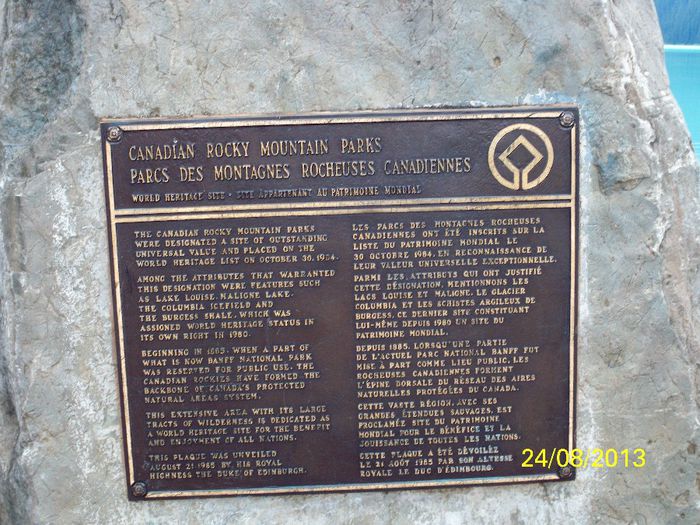 CANADIAN ROCKY MOUNTAIN PARKS
PARCS DES MONTAGNES ROCHEUSES CANADIENNES
WORLD HERITAGE SITE • SITE APPARTENANT AU PATRIMOINE MONDIAL
THE CANADIAN ROCKY MOUNTAIN PARKS
WERE DESIGNATED A SITE OF OUTSTANDING
UNIVERSAL VALUE AND PLACED ON THE
WORLD HERITAGE LIST ON OCTOBER 30, 1984.
AMONG THE ATTRIBUTES THAT WARRANTED
THIS DESIGNATION WERE FEATURES SUCH
AS LAKE LOUISE, MALIGNE LAKE,
THE COLUMBIA ICEFIELD AND
THE BURGESS SHALE, WHICH WAS
ASSIGNED WORLD HERITAGE STATUS IN
ITS OWN RIGHT IN 1980.
BEGINNING IN 1885, WHEN A PART OF
WHAT IS NOW BANFF NATIONAL PARK
WAS RESERVED FOR PUBLIC USE, THE
CANADIAN ROCKIES HAVE FORMED THE
BACKBONE OF CANADA'S PROTECTED
NATURAL AREAS SYSTEM.
THIS EXTENSIVE AREA WITH ITS LARGE
TRACTS OF WILDERNESS IS DEDICATED AS
A WORLD HERITAGE SITE FOR THE BENEFIT
AND ENJOYMENT OF ALL NATIONS.
THIS PLAQUE WAS UNVEILED
AUGUST 21 1985 BY HIS ROYAL
HIGHNESS THE DUKE OF EDINBURGH.
LES PARCS DES MONTAGNES ROCHEUSES
CANADIENNES ONT ÉTÉ INSCRITS SUR LA
LISTE DU PATRIMOINE MONDIAL LE
30 OCTOBRE 1984, EN RECONNAISSANCE DE
LEUR VALEUR UNIVERSELLE EXCEPTIONNELLE.
PARMI LES ATTRIBUTS QUI ONT JUSTIFIÉ
CETTE DÉSIGNATION, MENTIONNONS LES
LACS LOUISE ET MALIGNE, LE GLACIER
COLUMBIA ET LES SCHISTES ARGILEUX DE
BURGESS, CE DERNIER SITE CONSTITUANT
LUI-MÊME DEPUIS 1980 UN SITE DU
PATRIMOINE MONDIAL.
DEPUIS 1885, LORSQU'UNE PARTIE
DE L'ACTUEL PARC NATIONAL BANFF FUT
MISE À PART COMME LIEU PUBLIC, LES
ROCHEUSES CANADIENNES FORMENT
L'ÉPINE DORSALE DU RÉSEAU DES AIRES
NATURELLES PROTÉGÉES DU CANADA.
CETTE VASTE RÉGION, AVEC SES
GRANDES ÉTENDUES SAUVAGES, EST
PROCLAMÉE SITE DU PATRIMOINE
MONDIAL POUR LE BÉNÉFICE ET LA
JOUISSANCE DE TOUTES LES NATIONS.
CETTE PLAQUE A ÉTÉ DÉVOILÉE
LE 21 AOÛT 1985 PAR SON ALTESSE
ROYALE LE DUC D'ÉDIMBOURG.
24/08/2013